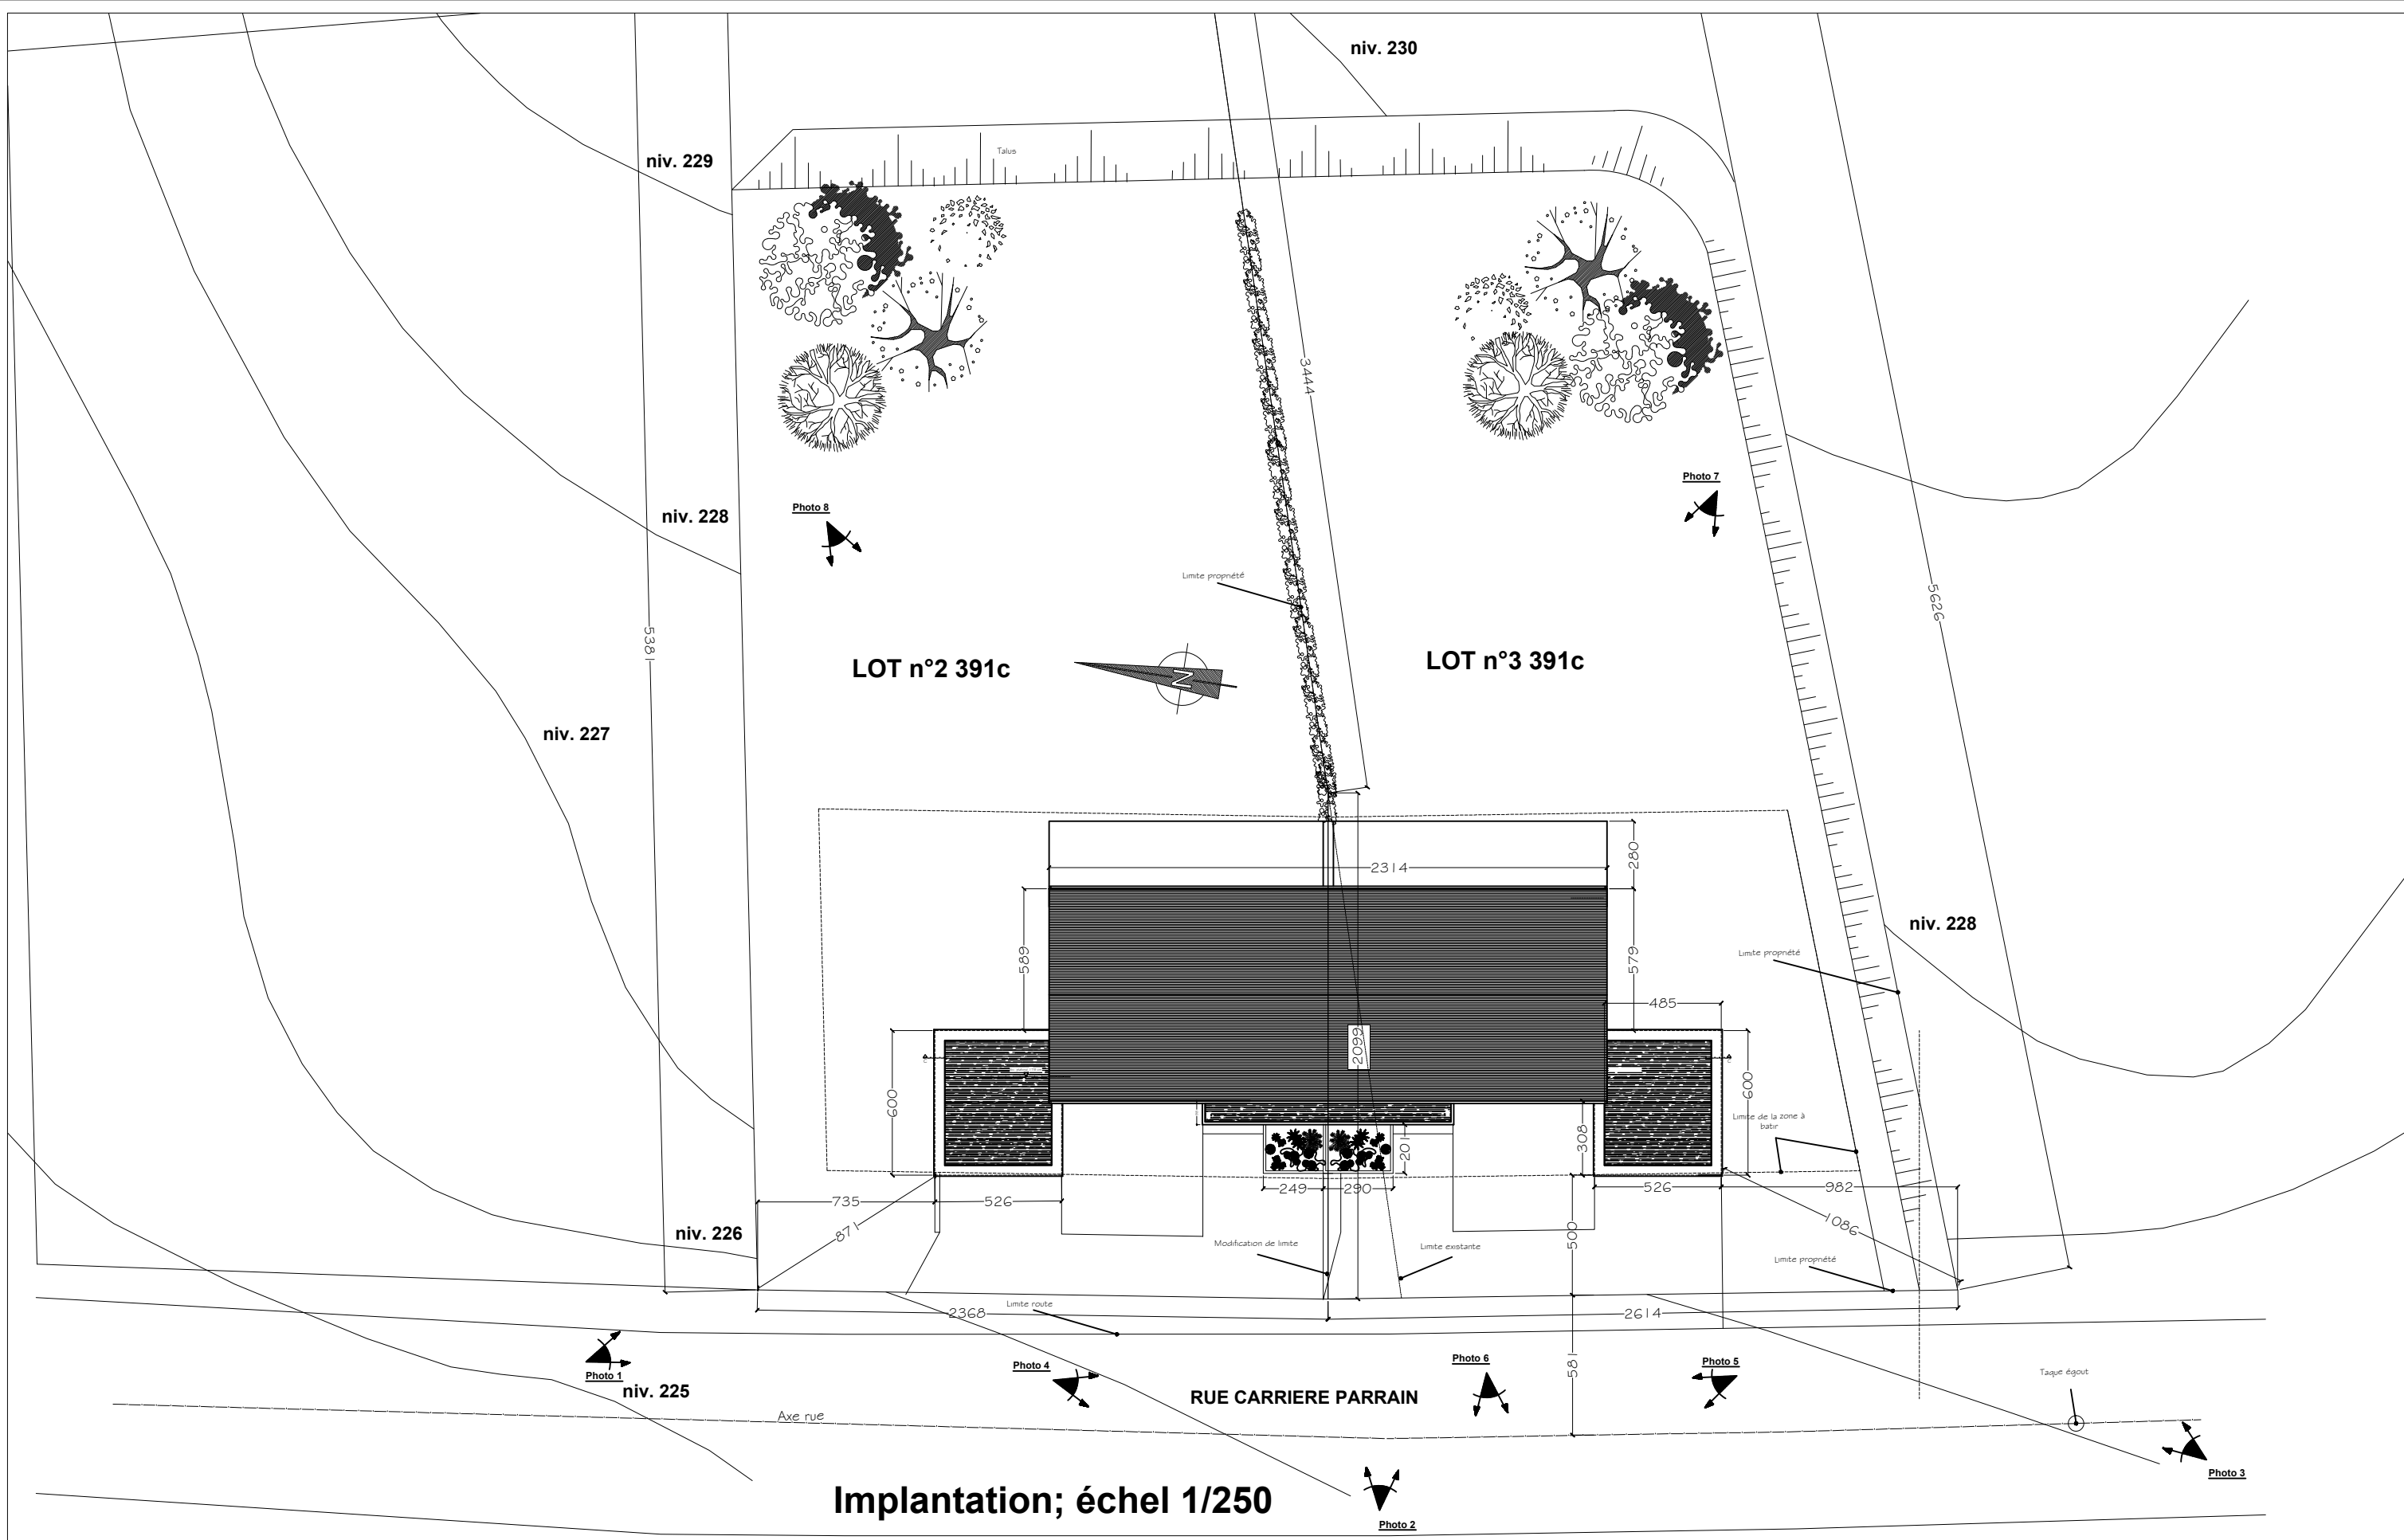 niv. 230
Talus
niv. 229
3444
Photo 7
Photo 8
niv. 228
Limite propriété
5626
5381
LOT n°2 391c
N
LOT n°3 391c
niv. 227
280
2314
niv. 228
589
579
Limite propriété
485
2099
600
600
Limite de la zone à
batir
308
201
735
526
249
290
526
982
871
1086
niv. 226
500
Modification de limite
Limite existante
Limite propriété
Limite route
2368
2614
581
Photo 1
Photo 4
Photo 6
Photo 5
Taque égout
niv. 225
RUE CARRIERE PARRAIN
Axe rue
Photo 3
Implantation; échel 1/250
Photo 2